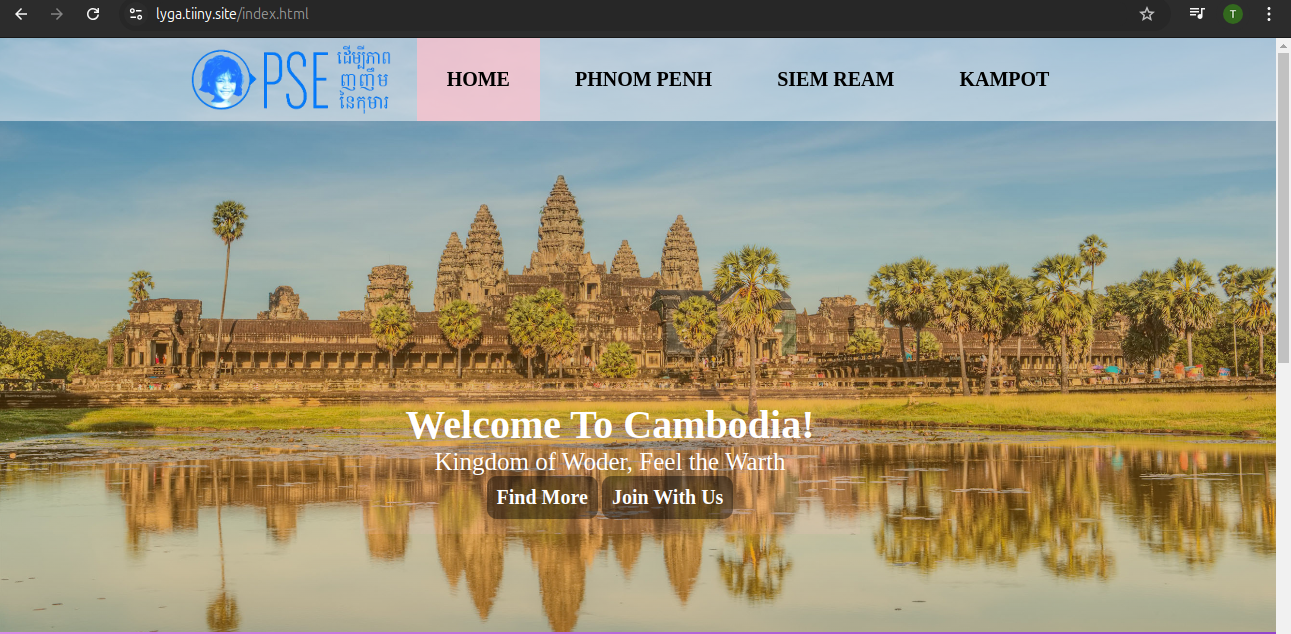 lyga.tiiny.site/index.html
T
PSE
ដើម្បីភាព
ញញឹម
នៃកុមារ
HOME
PHNOM PENH
SIEM REAM
KAMPOT
Welcome To Cambodia!
Kingdom of Woder, Feel the Warth
Find More
Join With Us